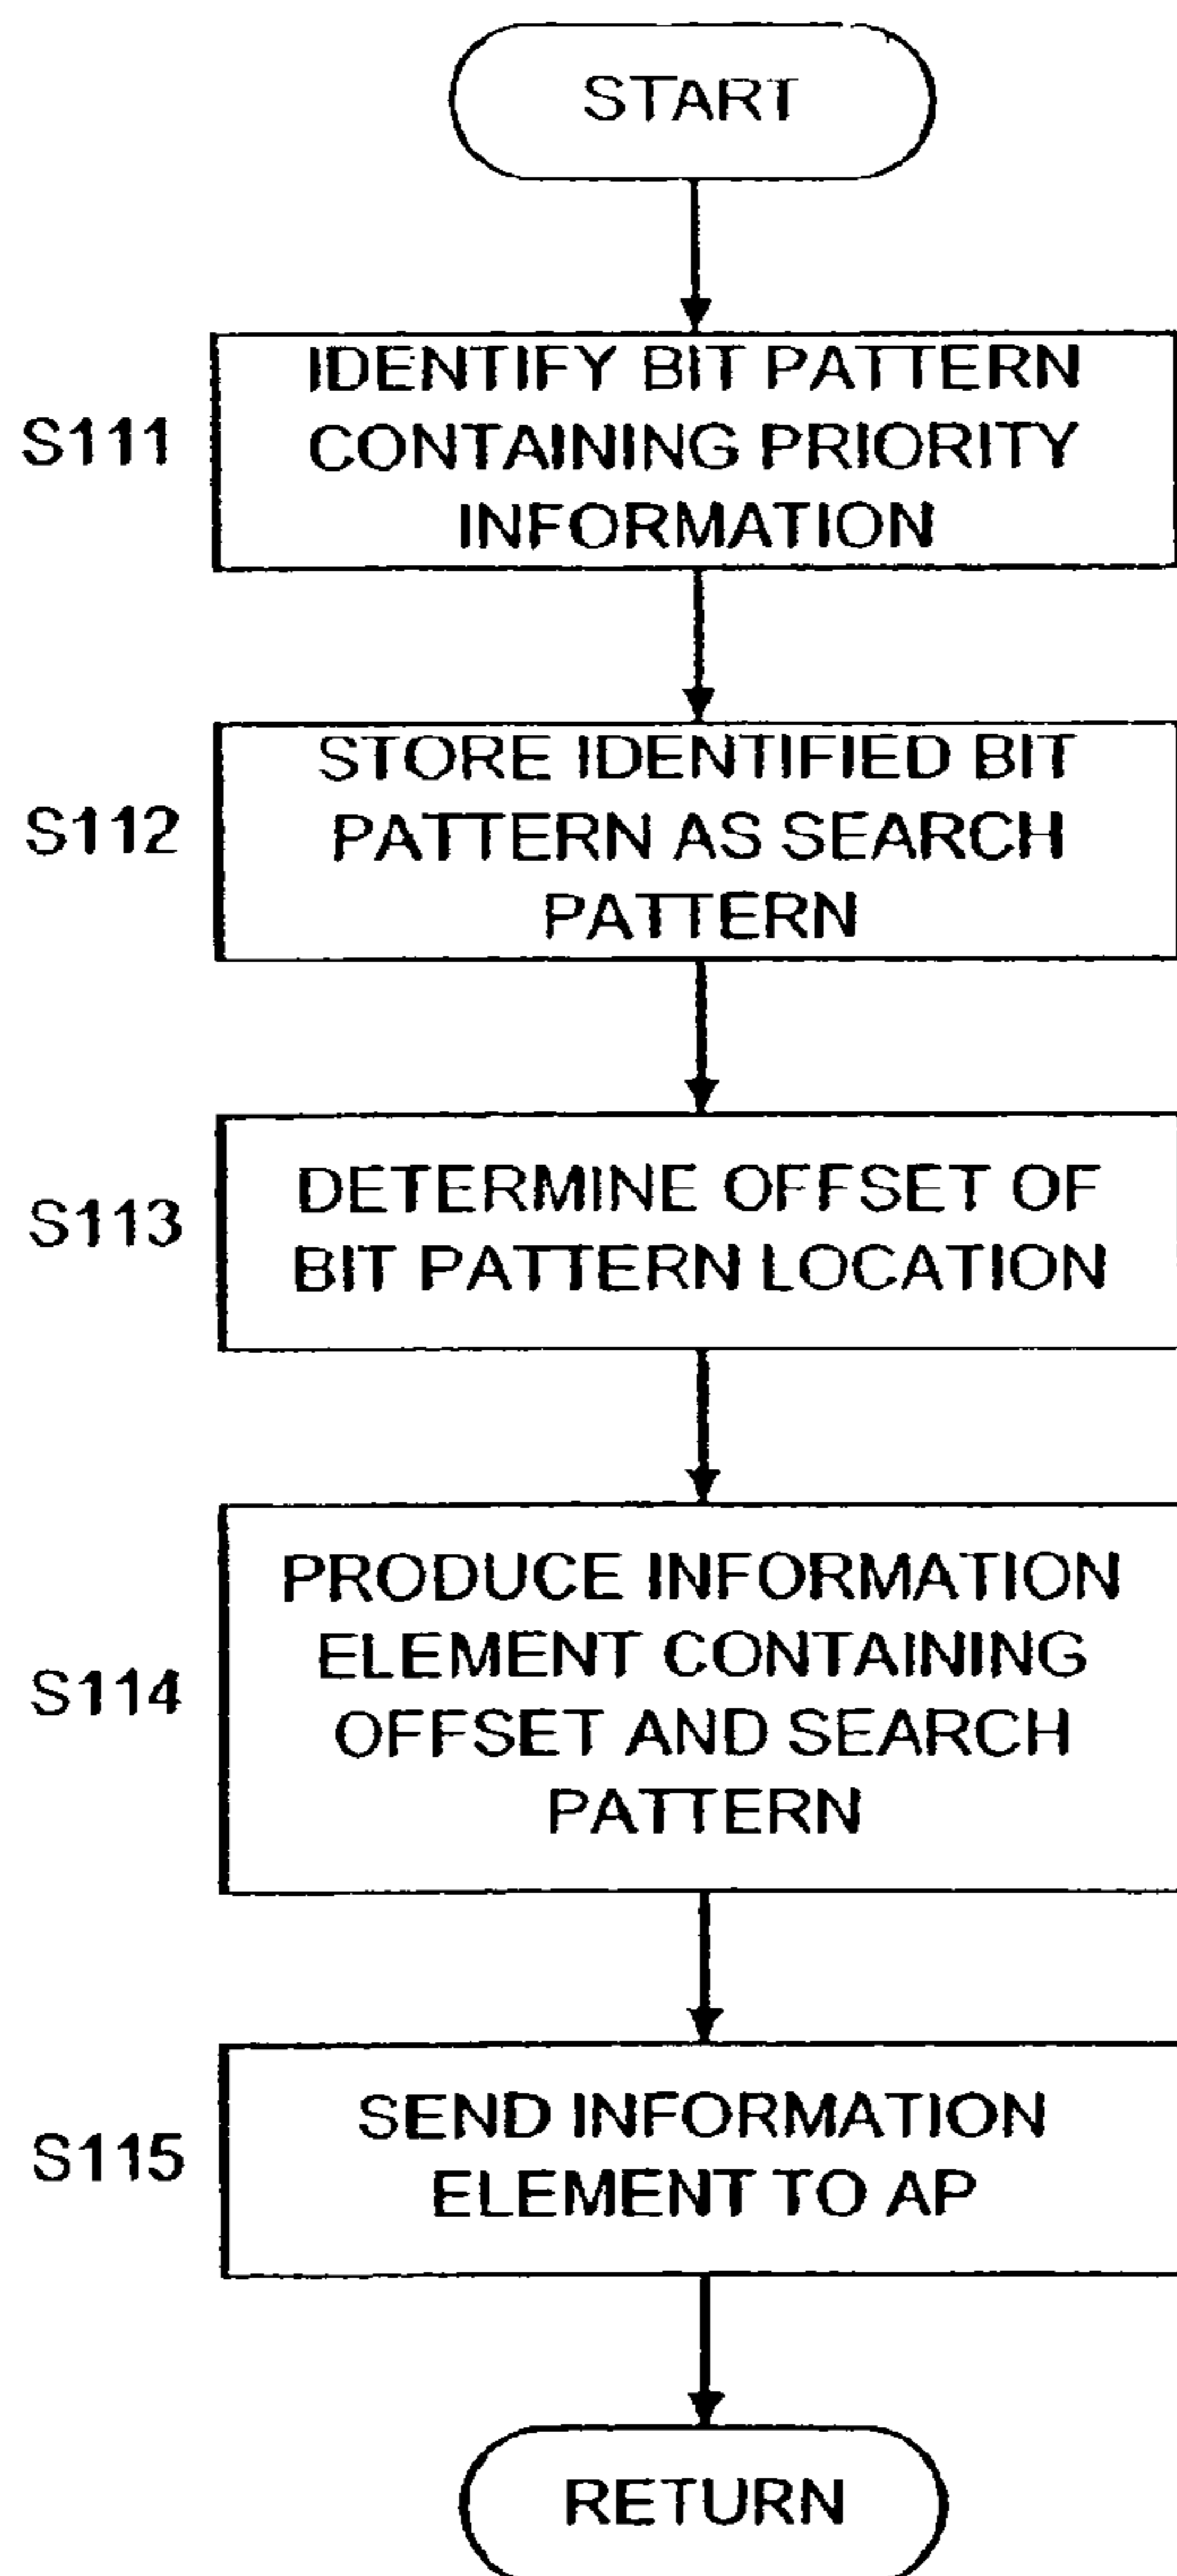 START
S111
IDENTIFY BIT PATTERN
CONTAINING PRIORITY
INFORMATION
S112
STORE IDENTIFIED BIT
PATTERN AS SEARCH
PATTERN
S113
DETERMINE OFFSET OF
BIT PATTERN LOCATION
S114
PRODUCE INFORMATION
ELEMENT CONTAINING
OFFSET AND SEARCH
PATTERN
S115
SEND INFORMATION
ELEMENT TO AP
RETURN